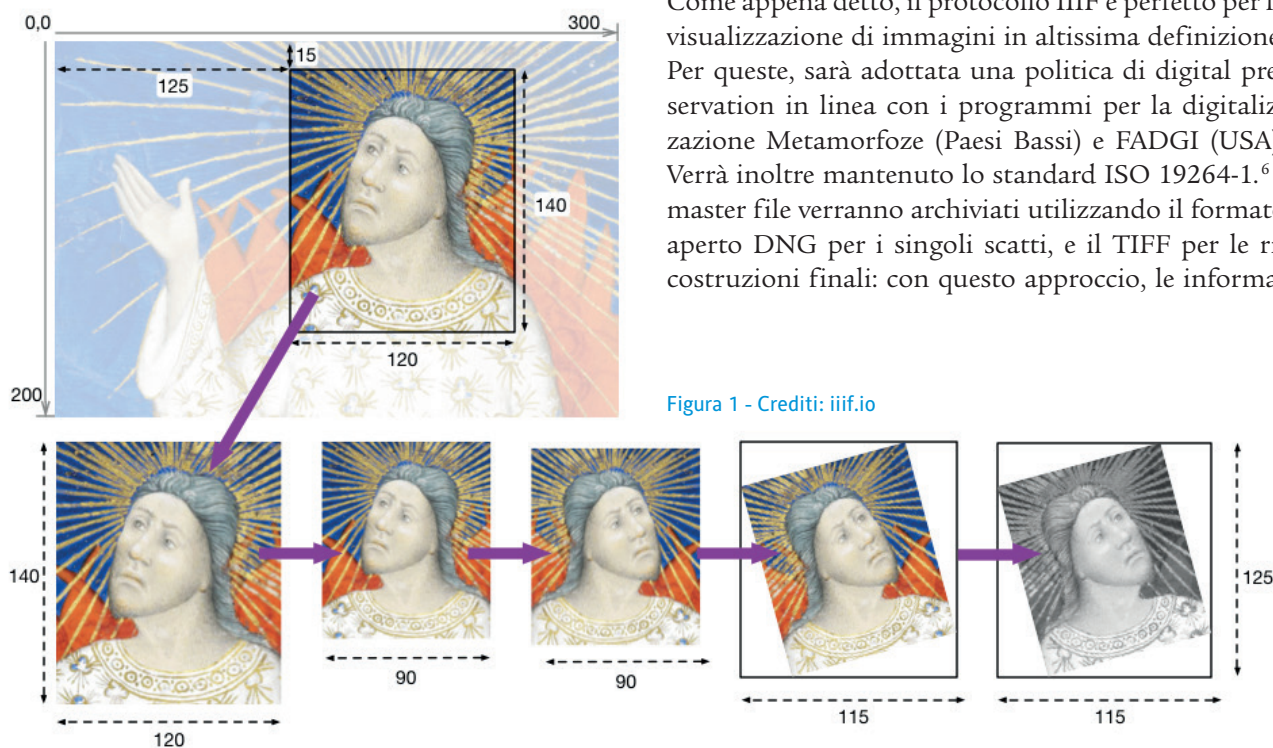 0,0
300
15
125
140
120
200
Come appena detto, il protocollo IIIF è perfetto per
visualizzazione di immagini in altissima definizione
Per queste, sarà adottata una politica di digital pre
servation in linea con i programmi per la digitaliz
zazione Metamorfoze (Paesi Bassi) e FADGI (USA)
Verrà inoltre mantenuto lo standard ISO 19264-1.⁶
master file verranno archiviati utilizzando il formato
aperto DNG per i singoli scatti, e il TIFF per le ri
costruzioni finali: con questo approccio, le informa
Figura 1 - Crediti: iiif.io
140
120
90
90
115
115
125